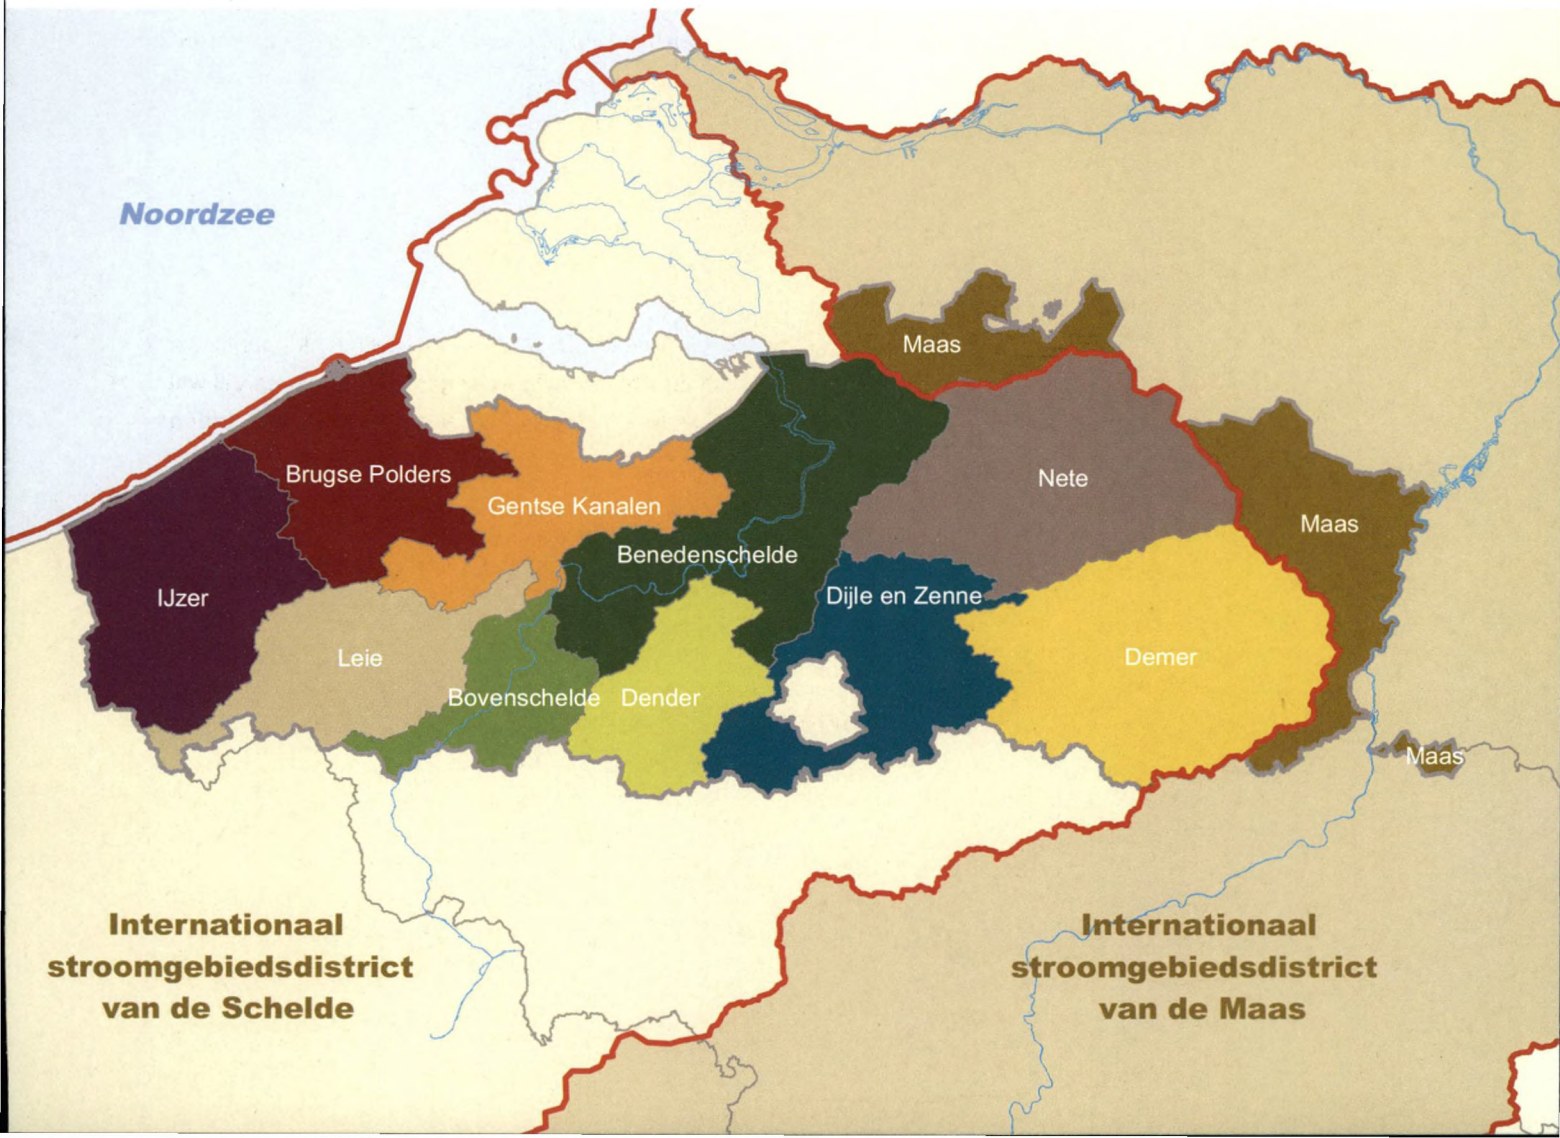 Noordzee
Maas
Brugse Polders
Nete
Gentse Kanalen
Maas
Benedenschelde
IJzer
Dijle en Zenne
Leie
Demer
Bovenschelde
Dender
Maas
Internationaal
stroomgebiedsdistrict
van de Schelde
Internationaal
stroomgebiedsdistrict
van de Maas